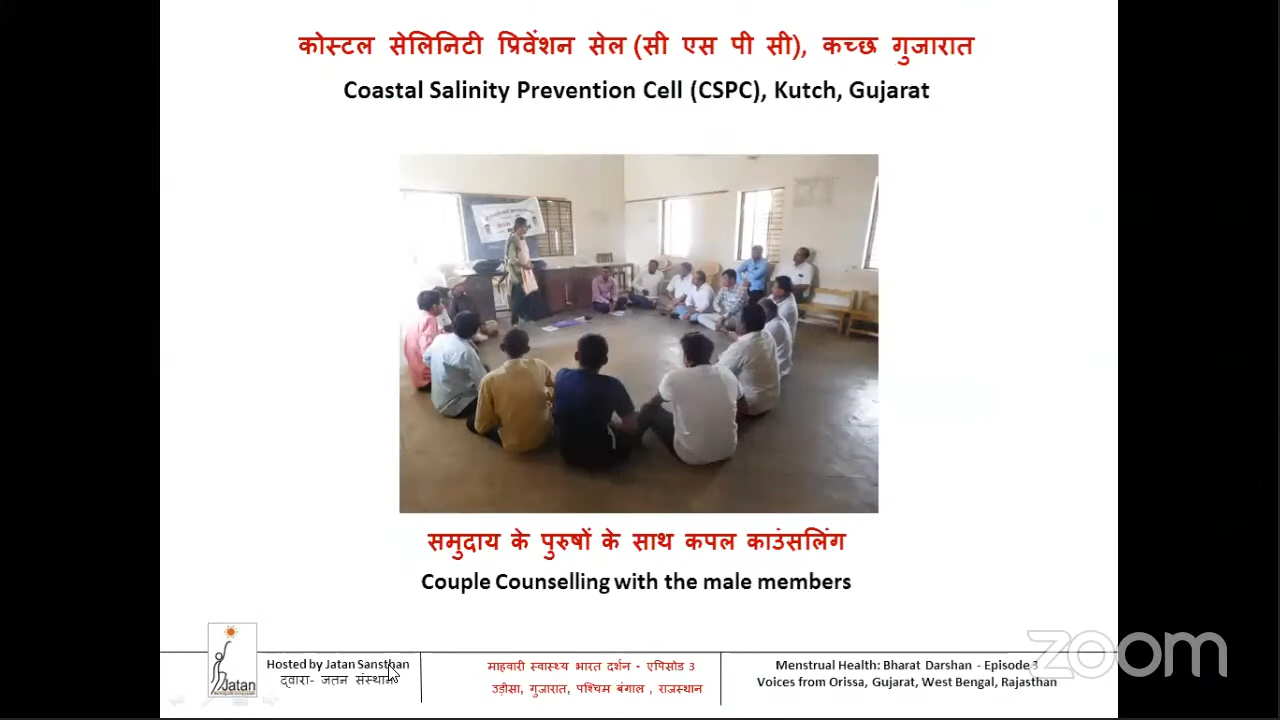 कोस्टल सेलिनिटी प्रिवेंशन सेल (सी एस पी सी), कच्छ गुजारात
Coastal Salinity Prevention Cell (CSPC), Kutch, Gujarat
समुदाय के पुरुषों के साथ कपल काउंसलिंग
Couple Counselling with the male members
Jatan
Hosted by Jatan Sansthan
द्वारा- जतन संस्थान
माहवारी स्वास्थ्य भारत दर्शन - एपिसोड 3
उड़ीसा, गुजारात, पश्चिम बंगाल , राजस्थान
Menstrual Health: Bharat Darshan - Episode 3
Voices from Orissa, Gujarat, West Bengal, Rajasthan
zoom